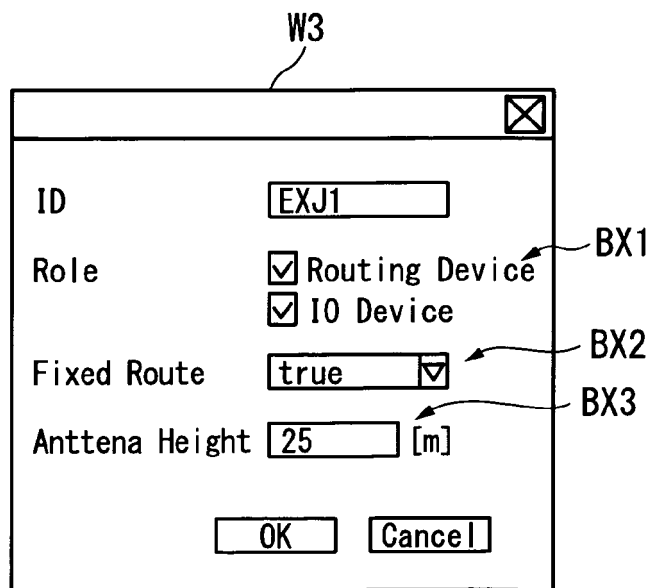 W3
ID EXJ1
Role Routing Device BX1
IO Device
Fixed Route true BX2
Anttena Height 25 [m] BX3
OK Cancel